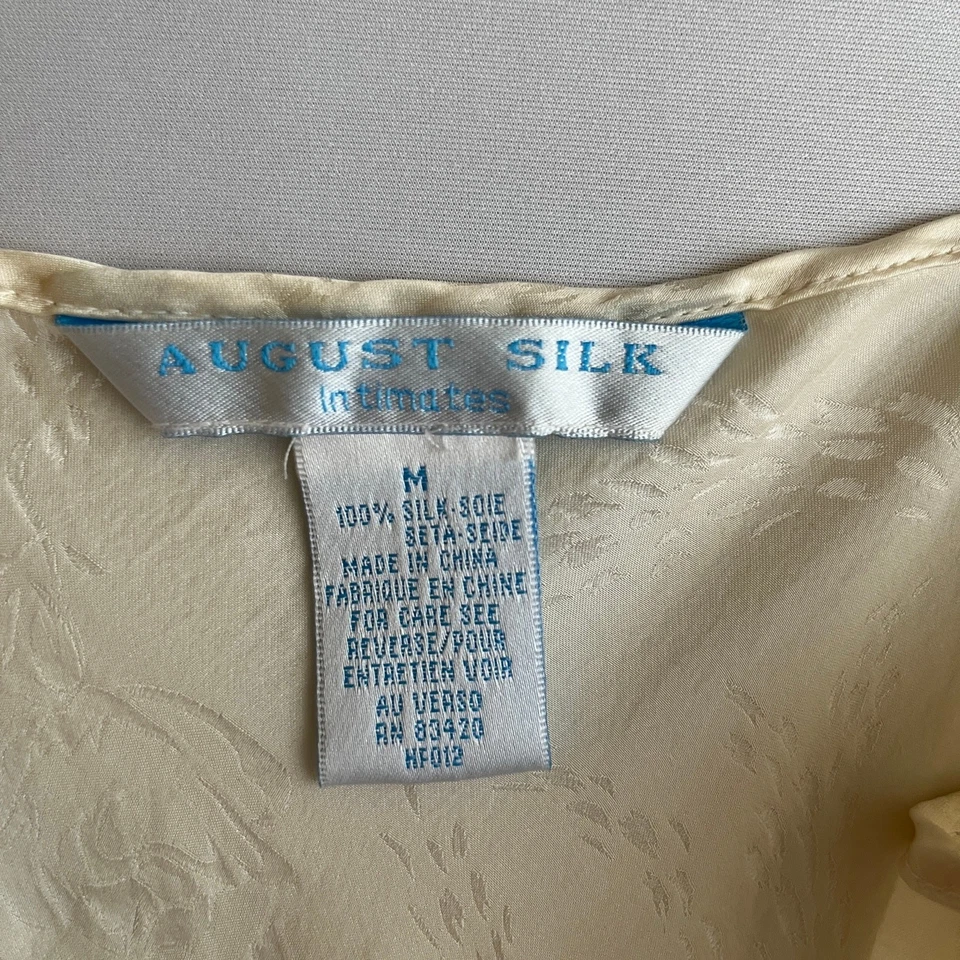 AUGUST SILK
intimates
M
100% SILK-SOIE
SETA-SEIDE
MADE IN CHINA
FABRIQUE EN CHINE
FOR CARE SEE
REVERSE/POUR
ENTRETIEN VOIR
AU VERSO
RN 83420
HF012